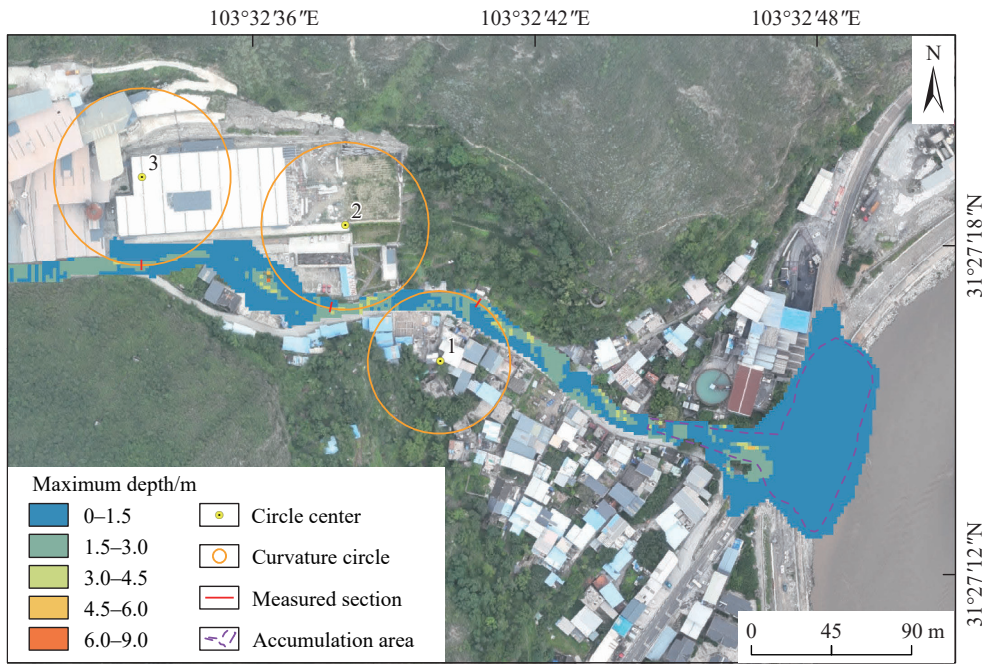 103°32′36″E
103°32′42″E
103°32′48″E
N
3
2
1
31°27′18″N
31°27′12″N
Maximum depth/m
0–1.5
1.5–3.0
3.0–4.5
4.5–6.0
6.0–9.0
Circle center
Curvature circle
Measured section
Accumulation area
0 45 90 m